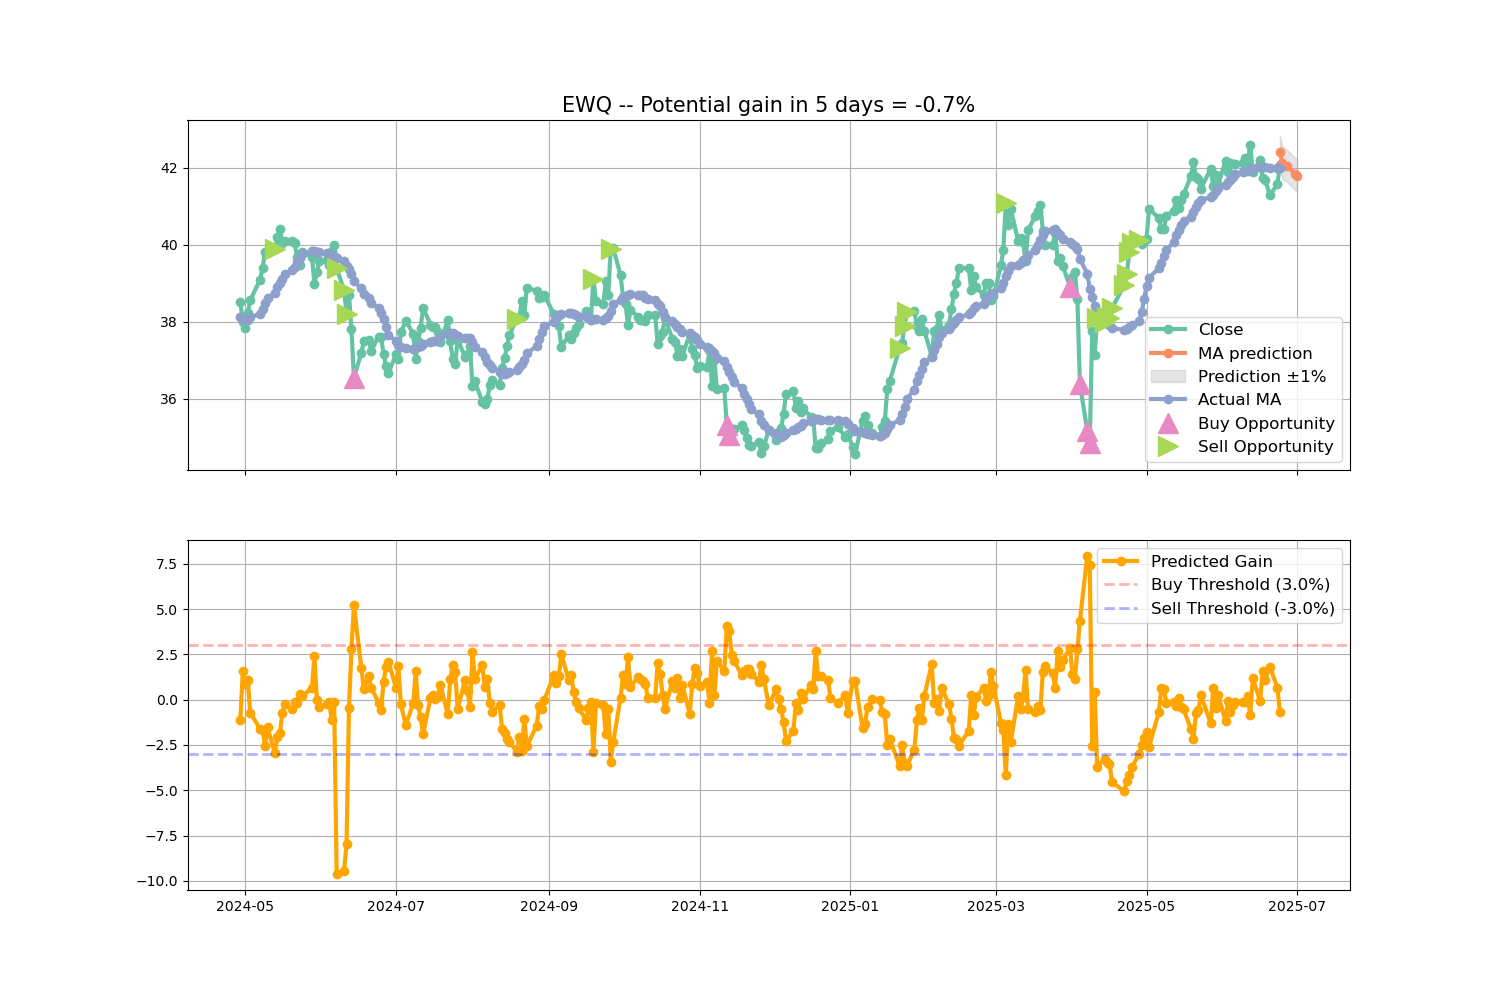 EWQ -- Potential gain in 5 days = -0.7%
42
40
38
36
Close
MA prediction
Prediction ±1%
Actual MA
Buy Opportunity
Sell Opportunity
7.5
5.0
2.5
0.0
−2.5
−5.0
−7.5
−10.0
Predicted Gain
Buy Threshold (3.0%)
Sell Threshold (-3.0%)
2024-05
2024-07
2024-09
2024-11
2025-01
2025-03
2025-05
2025-07